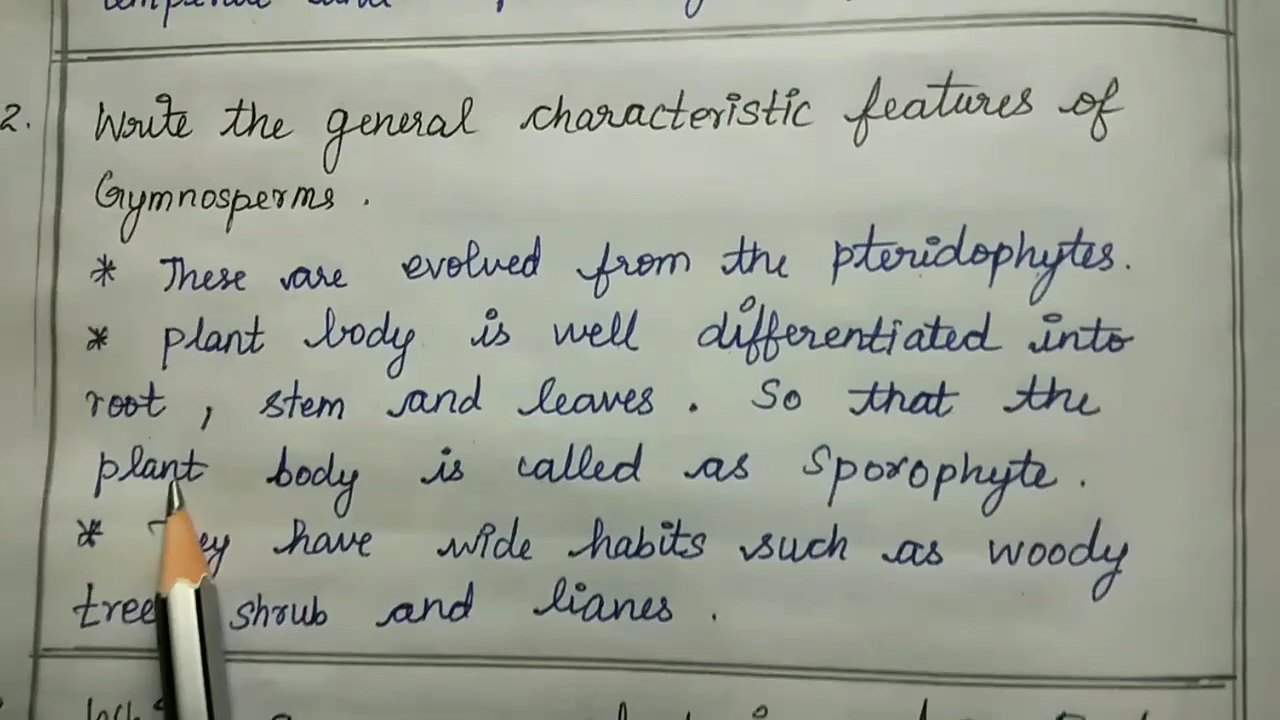 2. Write the general characteristic features of
Gymnosperms.
* These are evolved from the pteridophytes.
* plant body is well differentiated into
root, stem and leaves. So that the
plant body is called as Sporophyte.
* They have wide habits such as woody
tree shrub and lianes.